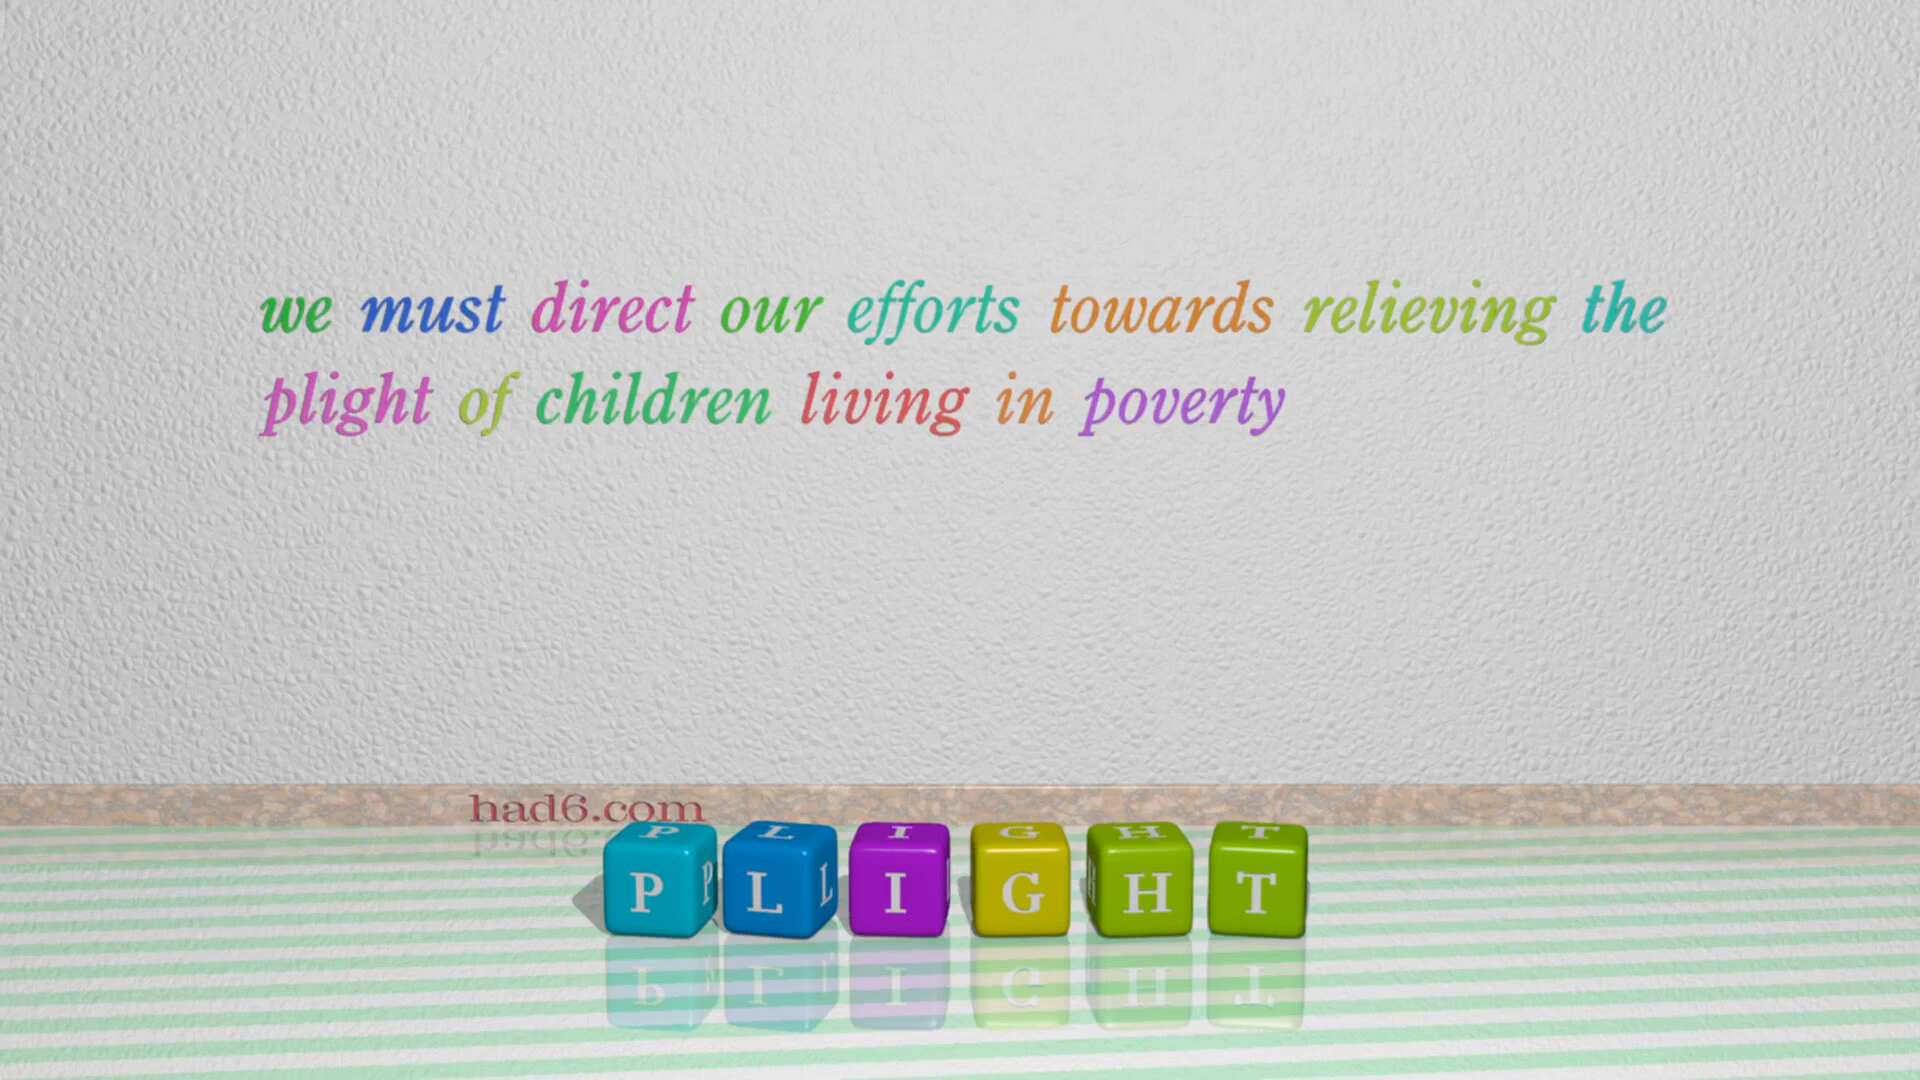 we must direct our efforts towards relieving the
plight of children living in poverty
had6.com
PLIGHT